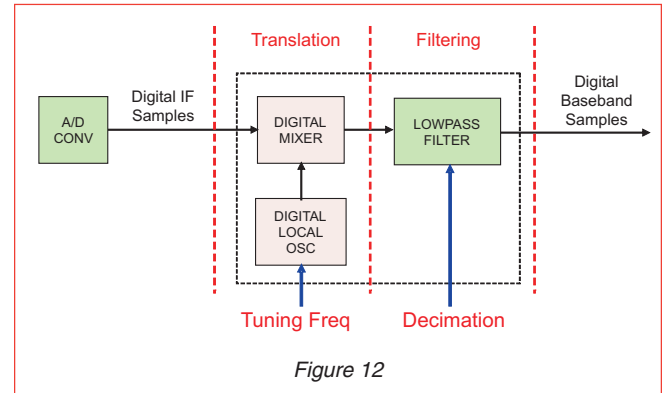 Translation
Filtering
Digital IF
Samples
Digital
Baseband
Samples
A/D
CONV
DIGITAL
MIXER
LOWPASS
FILTER
DIGITAL
LOCAL
OSC
Tuning Freq
Decimation
Figure 12